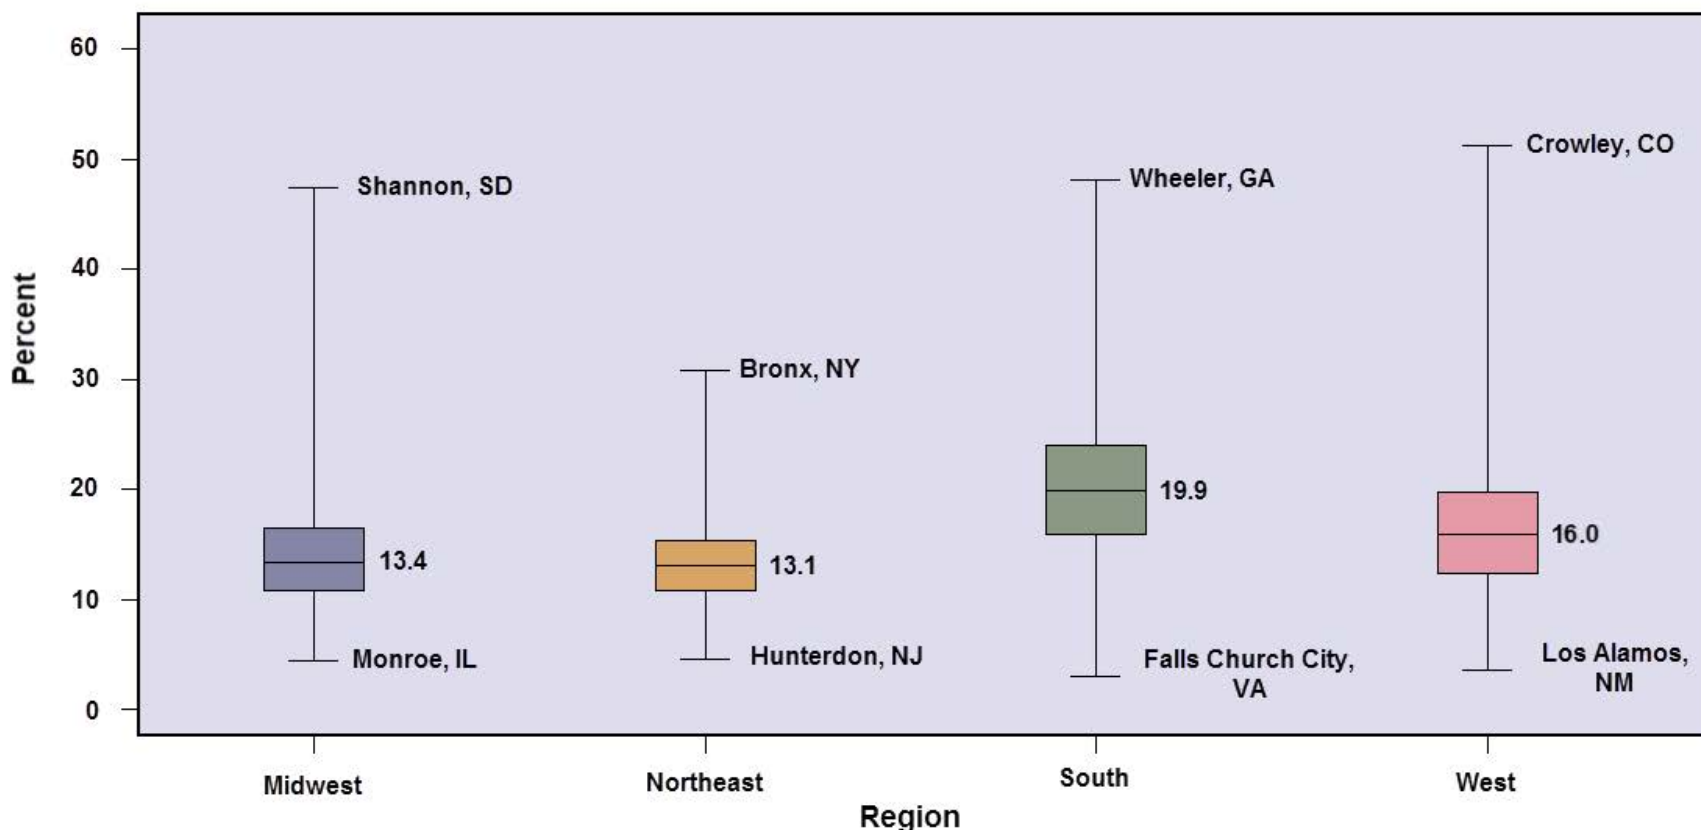 60
50
40
30
20
10
0
Percent
Shannon, SD
13.4
Monroe, IL
Bronx, NY
13.1
Hunterdon, NJ
Wheeler, GA
19.9
Falls Church City,
VA
Crowley, CO
16.0
Los Alamos,
NM
Midwest
Northeast
South
West
Region